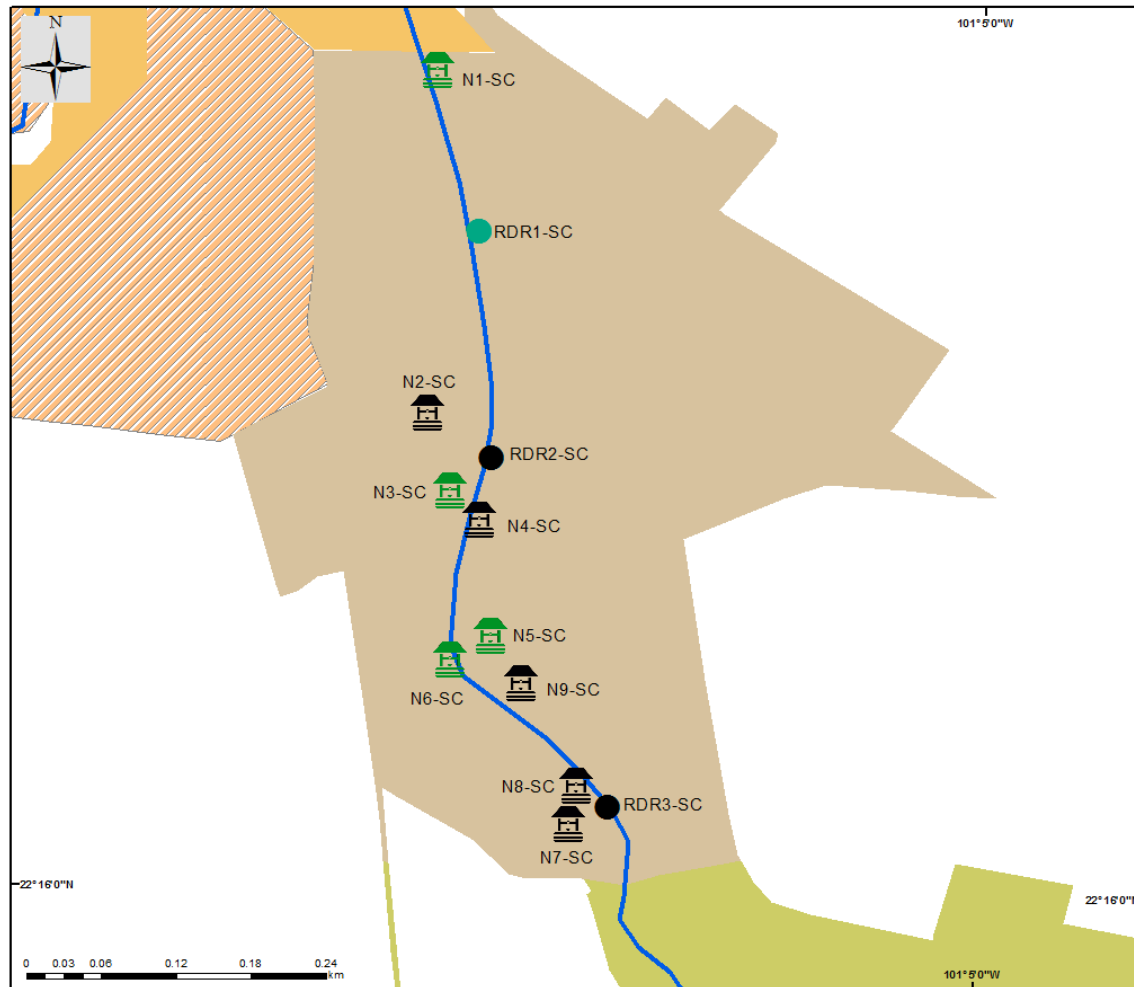 101°5'0"W
N
N1-SC
RDR1-SC
N2-SC
RDR2-SC
N3-SC
N4-SC
N5-SC
N6-SC
N9-SC
N8-SC
RDR3-SC
N7-SC
22°16'0"N
22°16'0"N
0 0.03 0.06 0.12 0.18 0.24
km
101°5'0"W